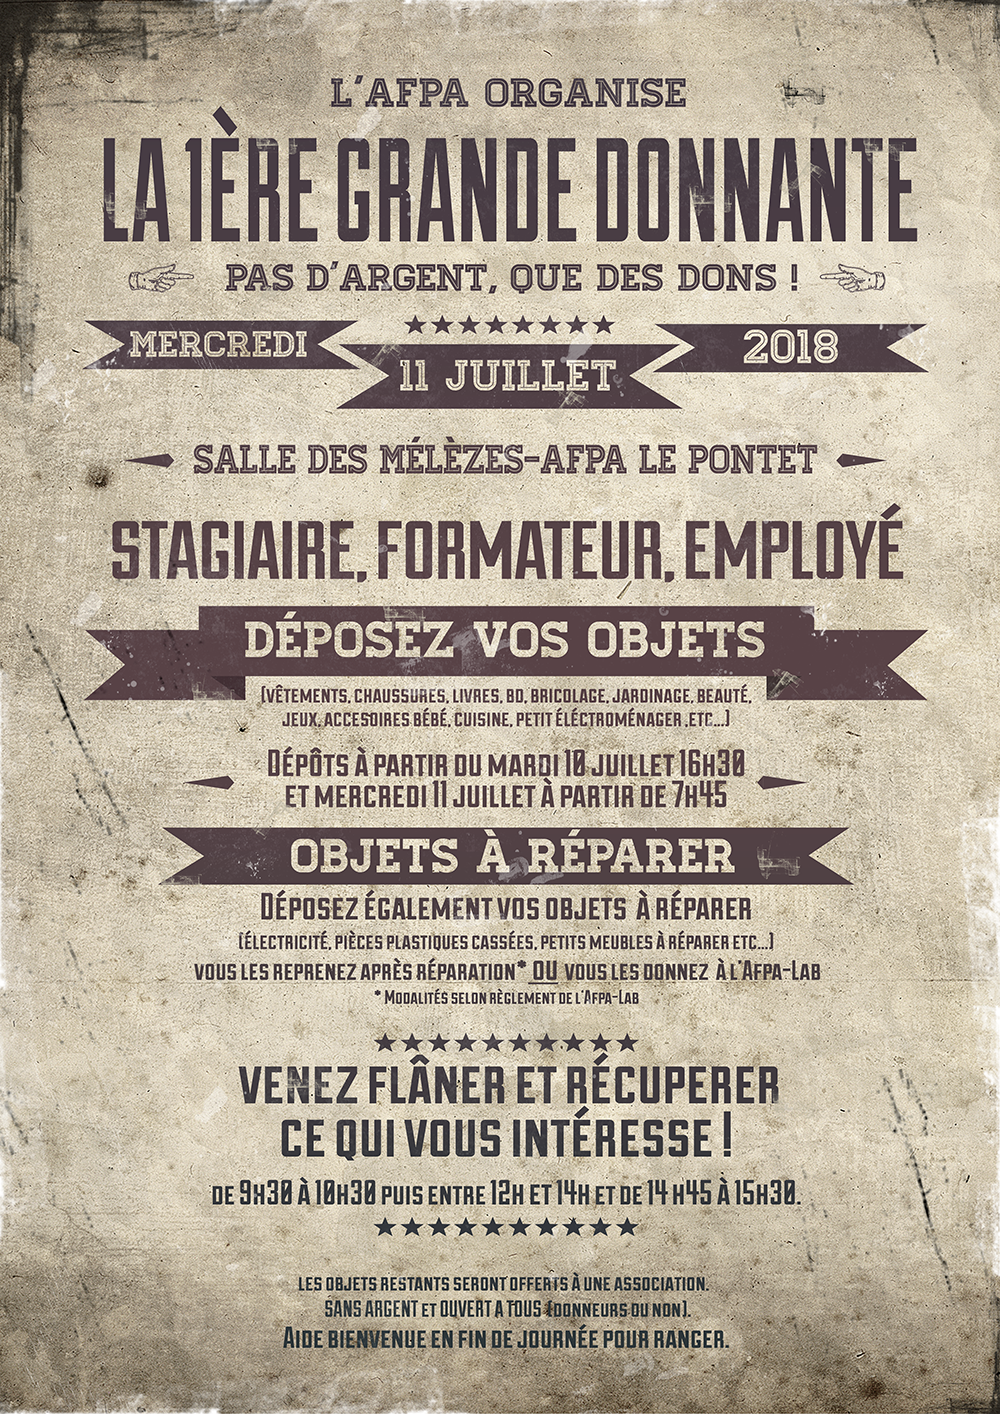 L'AFPA ORGANISE
LA 1ÈRE GRANDE DONNANTE
PAS D'ARGENT, QUE DES DONS !
MERCREDI
11 JUILLET
2018
SALLE DES MÉLÈZES-AFPA LE PONTET
STAGIAIRE, FORMATEUR, EMPLOYÉ
DÉPOSEZ VOS OBJETS
(VÊTEMENTS, CHAUSSURES, LIVRES, BD, BRICOLAGE, JARDINAGE, BEAUTÉ,
JEUX, ACCESOIRES BÉBÉ, CUISINE, PETIT ÉLÉCTROMÉNAGER ,ETC...)
DÉPÔTS À PARTIR DU MARDI 10 JUILLET 16H30
ET MERCREDI 11 JUILLET À PARTIR DE 7H45
OBJETS À RÉPARER
DÉPOSEZ ÉGALEMENT VOS OBJETS À RÉPARER
(ÉLECTRICITÉ, PIÈCES PLASTIQUES CASSÉES, PETITS MEUBLES À RÉPARER ETC...)
VOUS LES REPRENEZ APRÈS RÉPARATION* OU VOUS LES DONNEZ À L'AFPA-LAB
* MODALITÉS SELON RÈGLEMENT DE L'AFPA-LAB
VENEZ FLÂNER ET RÉCUPERER
CE QUI VOUS INTÉRESSE !
DE 9H30 À 10H30 PUIS ENTRE 12H ET 14H ET DE 14 H45 À 15H30.
LES OBJETS RESTANTS SERONT OFFERTS À UNE ASSOCIATION.
SANS ARGENT ET OUVERT A TOUS (DONNEURS OU NON).
AIDE BIENVENUE EN FIN DE JOURNÉE POUR RANGER.